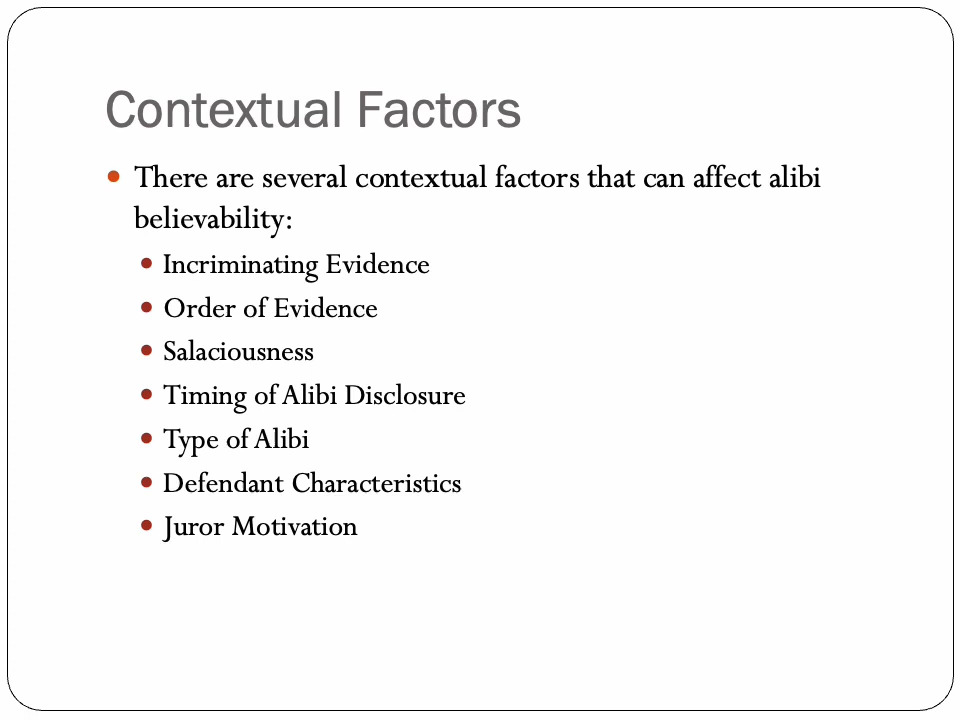 Contextual Factors
• There are several contextual factors that can affect alibi
believability:
• Incriminating Evidence
• Order of Evidence
• Salaciousness
• Timing of Alibi Disclosure
• Type of Alibi
• Defendant Characteristics
• Juror Motivation